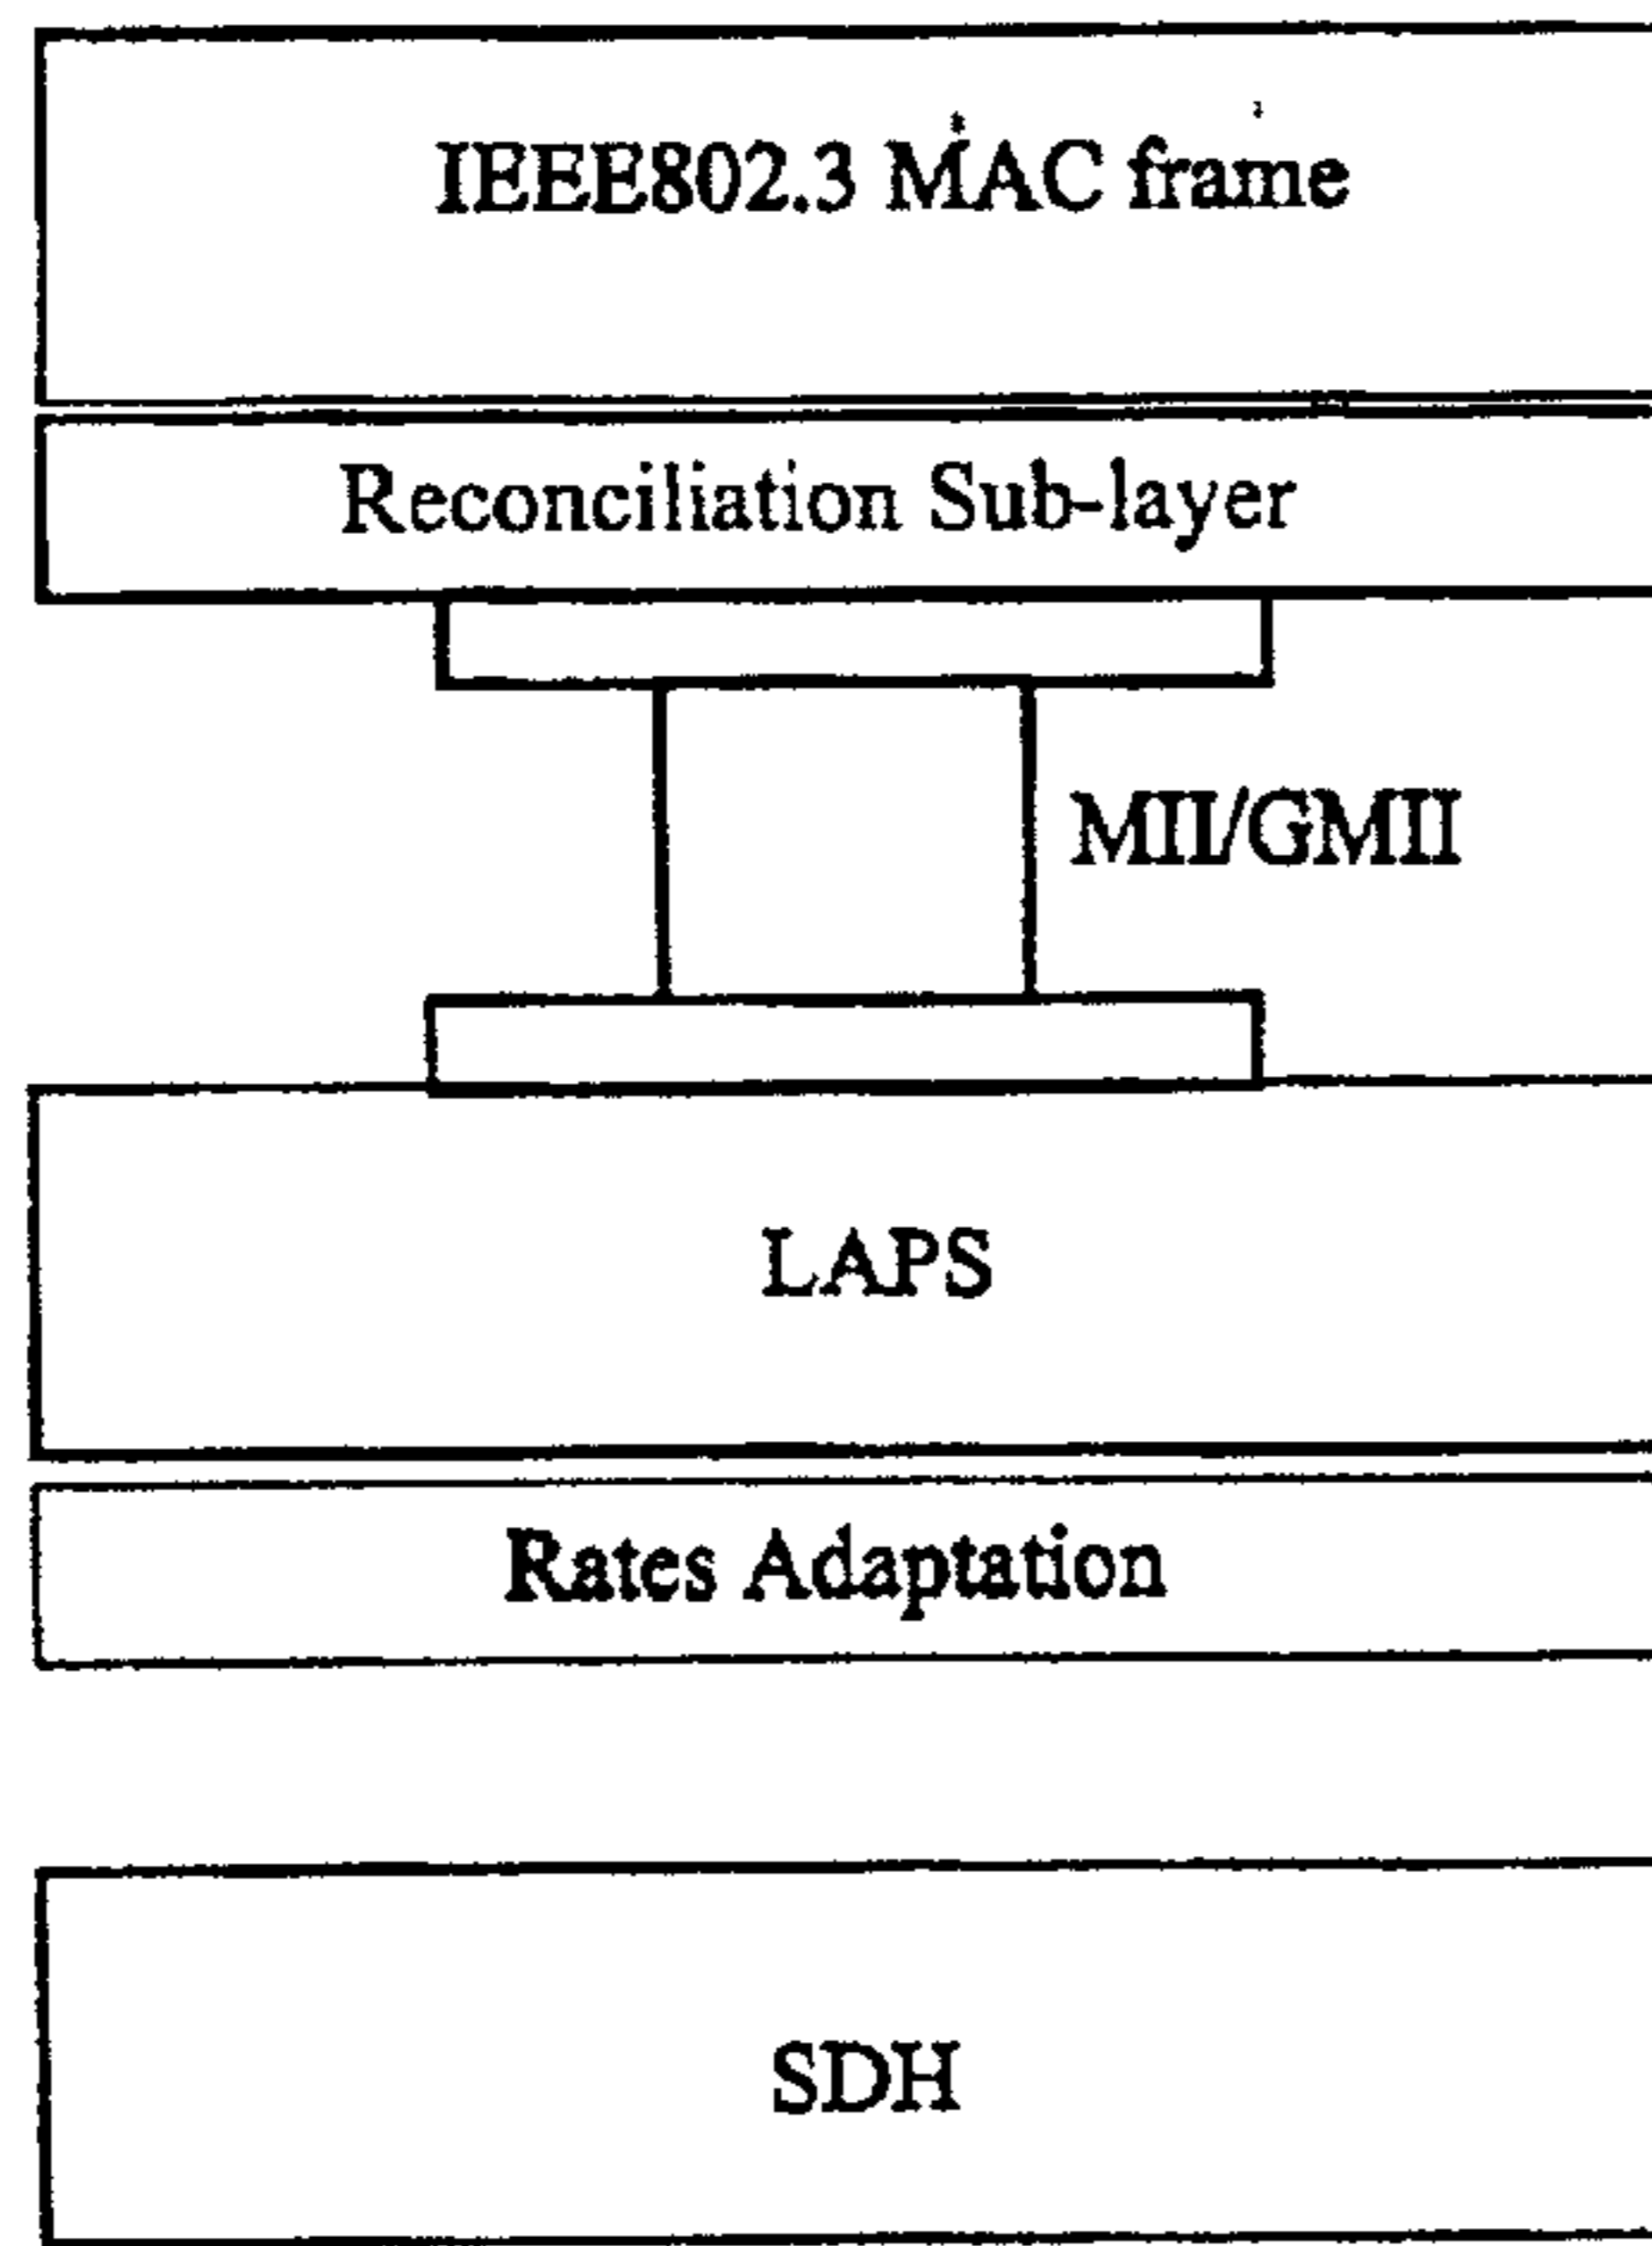 IEEE802.3 MAC frame
Reconciliation Sub-layer
MII/GMII
LAPS
Rates Adaptation
SDH